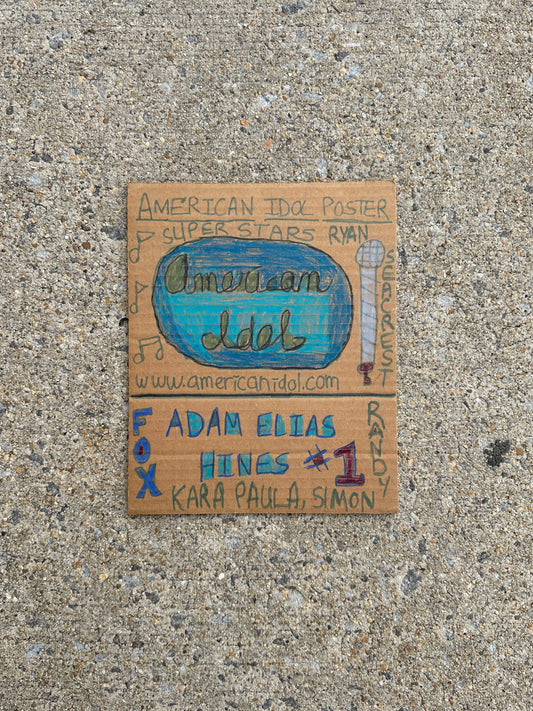 AMERICAN IDOL POSTER
SUPER STARS RYAN
SEACREST
American
Idol
www.americanidol.com
FOX
ADAM ELIAS
HINES #1
RANDY
KARA PAULA, SIMON